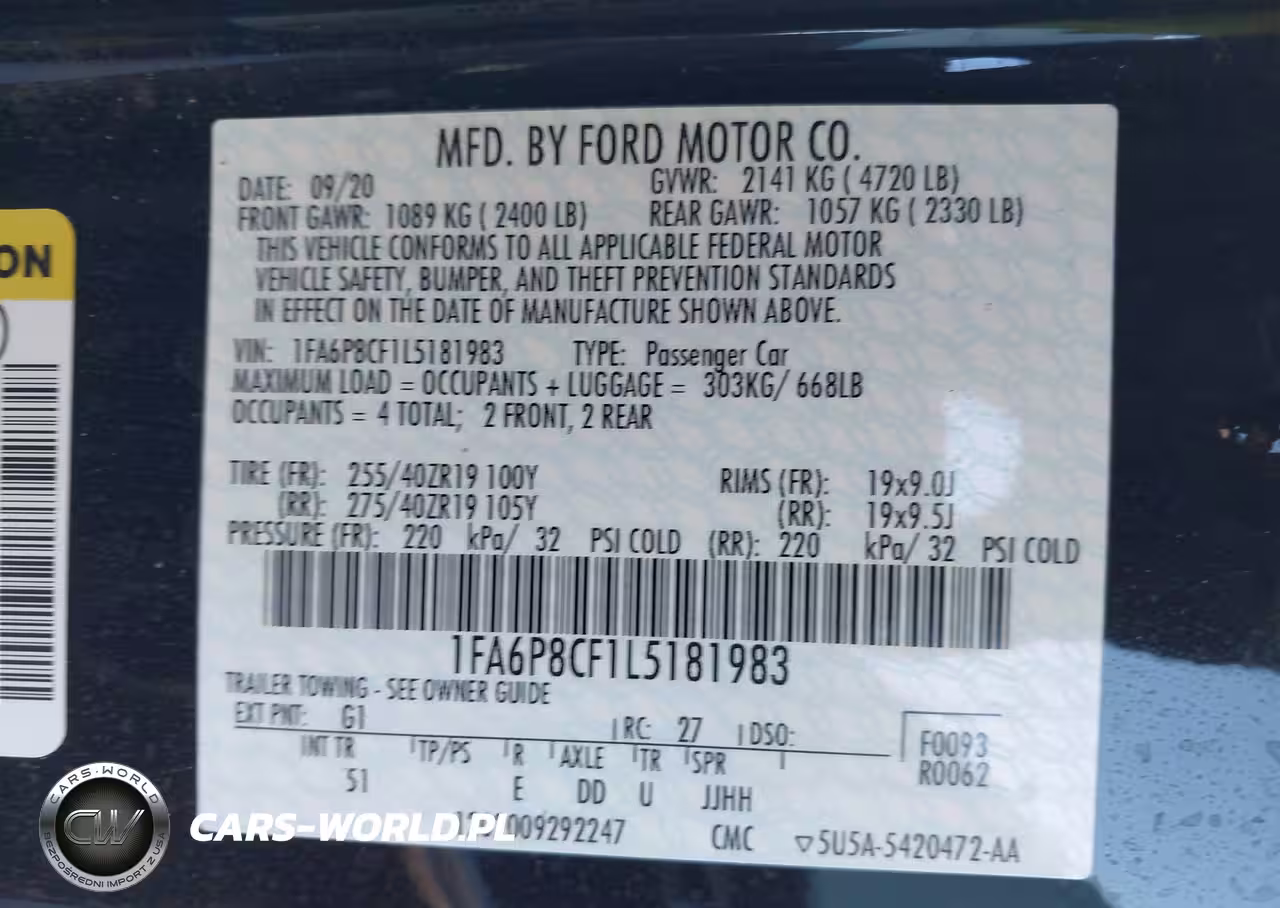 MFD. BY FORD MOTOR CO.
DATE: 09/20 GVWR: 2141 KG ( 4720 LB)
FRONT GAWR: 1089 KG ( 2400 LB) REAR GAWR: 1057 KG ( 2330 LB)
THIS VEHICLE CONFORMS TO ALL APPLICABLE FEDERAL MOTOR
VEHICLE SAFETY, BUMPER, AND THEFT PREVENTION STANDARDS
IN EFFECT ON THE DATE OF MANUFACTURE SHOWN ABOVE.
ON
VIN: 1FA6P8CF1L5181983 TYPE: Passenger Car
MAXIMUM LOAD = OCCUPANTS + LUGGAGE = 303KG/ 668LB
OCCUPANTS = 4 TOTAL; 2 FRONT, 2 REAR
TIRE (FR): 255/40ZR19 100Y RIMS (FR): 19x9.0J
(RR): 275/40ZR19 105Y (RR): 19x9.5J
PRESSURE (FR): 220 kPa/ 32 PSI COLD (RR): 220 kPa/ 32 PSI COLD
1FA6P8CF1L5181983
TRAILER TOWING - SEE OWNER GUIDE
EXT PNT: G1 RC: 27 DSO: F0093
INT TR TP/PS R AXLE TR SPR R0062
51 E DD U JJHH
009292247 CMC ▽5U5A-5420472-AA
CARS-WORLD
CW
BEZPOŚREDNI IMPORT Z USA
CARS-WORLD.PL